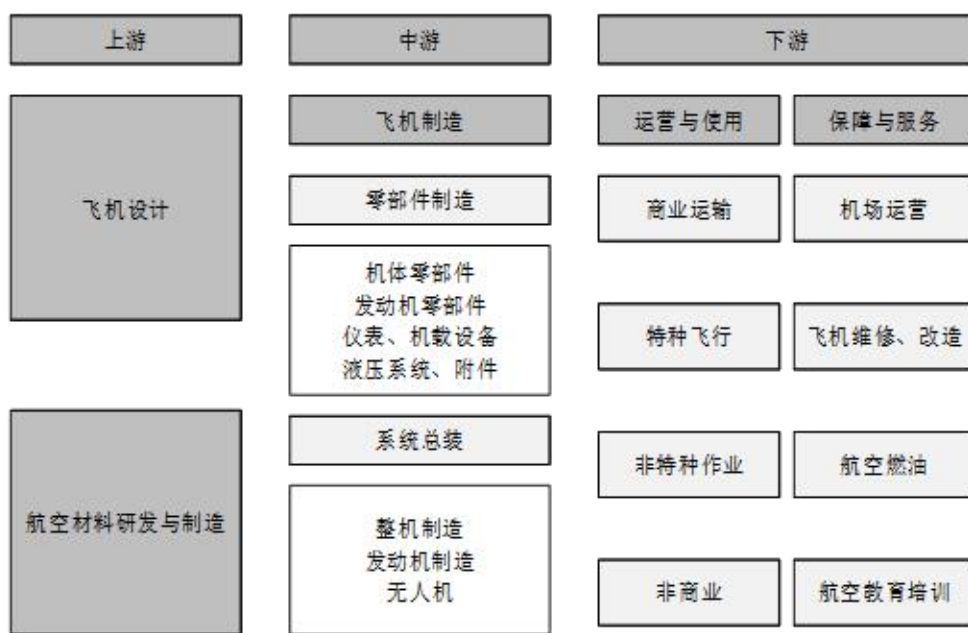 上游
中游
下游
飞机设计
航空材料研发与制造
飞机制造
零部件制造
机体零部件
发动机零部件
仪表、机载设备
液压系统、附件
系统总装
整机制造
发动机制造
无人机
运营与使用
保障与服务
商业运输
机场运营
特种飞行
飞机维修、改造
非特种作业
航空燃油
非商业
航空教育培训